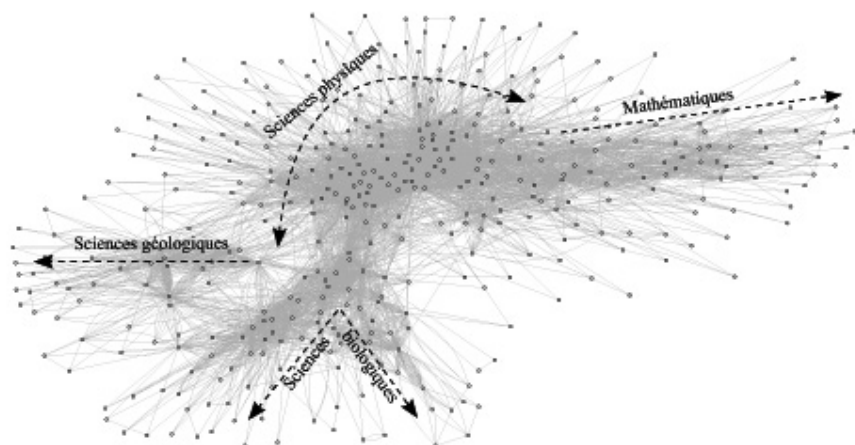 Sciences physiques
Mathématiques
Sciences géologiques
Sciences
biologiques